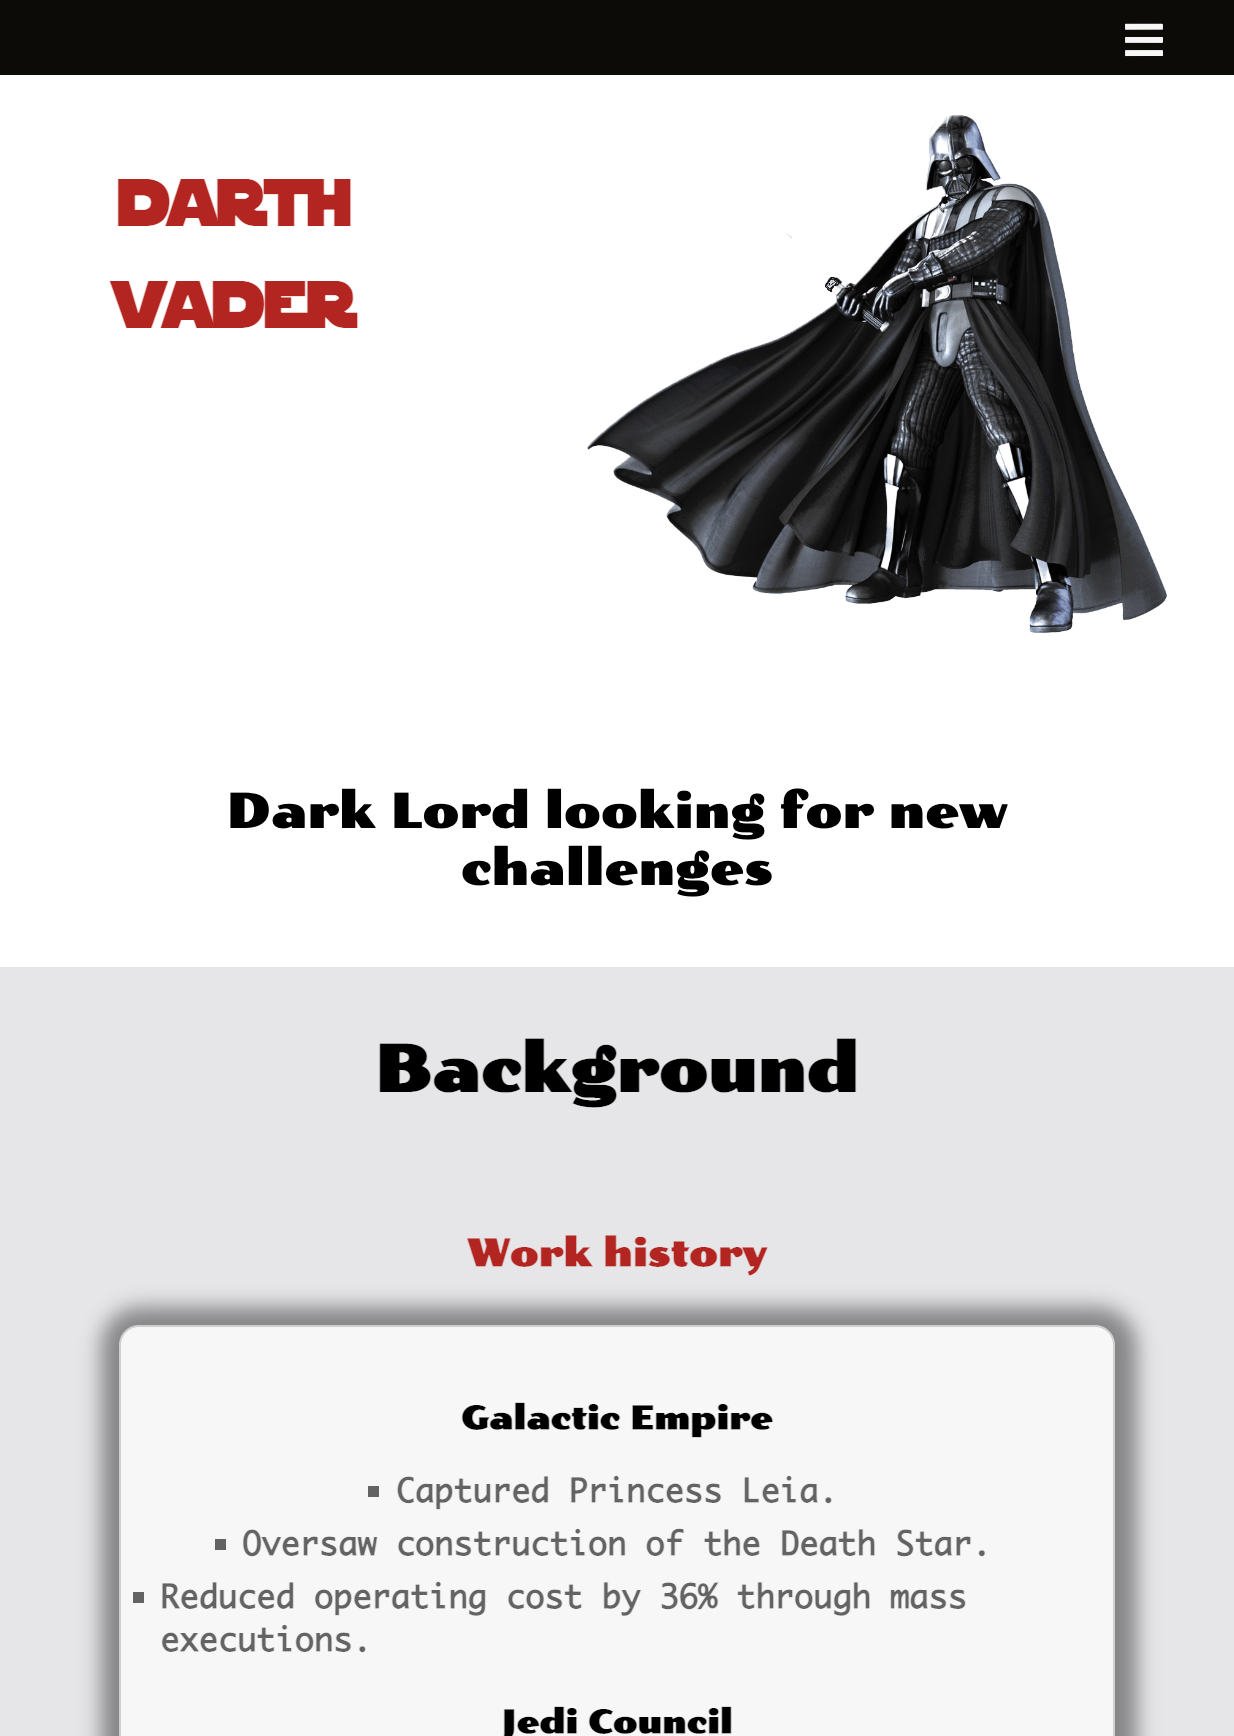 DARTH
VADER
Dark Lord looking for new
challenges
Background
Work history
Galactic Empire
▪ Captured Princess Leia.
▪ Oversaw construction of the Death Star.
▪ Reduced operating cost by 36% through mass
executions.
Jedi Council